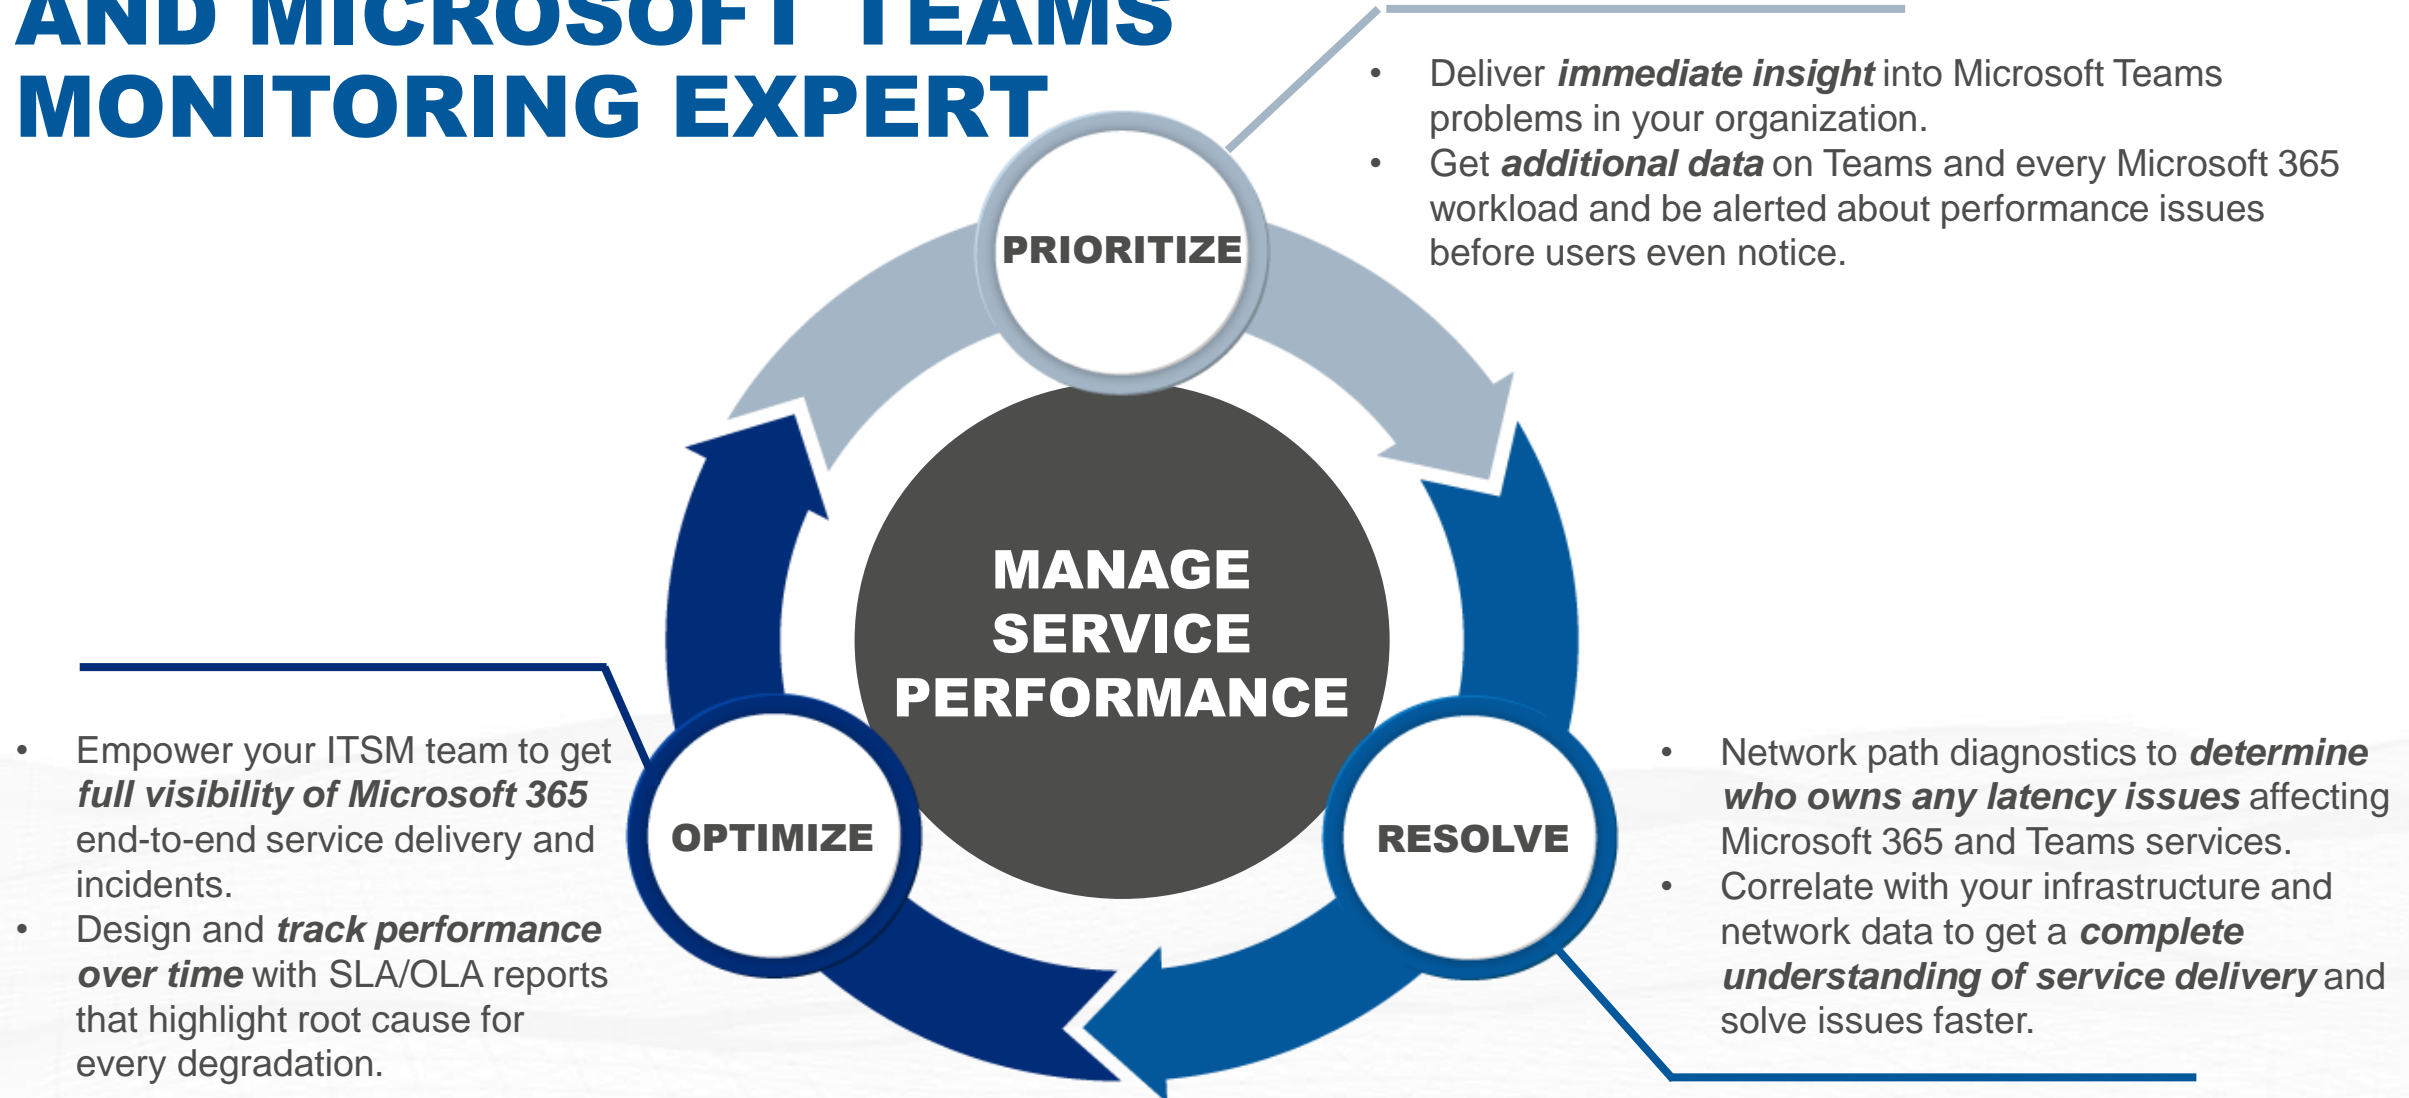 AND MICROSOFT TEAMS
MONITORING EXPERT
• Deliver immediate insight into Microsoft Teams
problems in your organization.
• Get additional data on Teams and every Microsoft 365
workload and be alerted about performance issues
before users even notice.
PRIORITIZE
MANAGE
SERVICE
PERFORMANCE
• Empower your ITSM team to get
full visibility of Microsoft 365
end-to-end service delivery and
incidents.
• Design and track performance
over time with SLA/OLA reports
that highlight root cause for
every degradation.
OPTIMIZE
RESOLVE
• Network path diagnostics to determine
who owns any latency issues affecting
Microsoft 365 and Teams services.
• Correlate with your infrastructure and
network data to get a complete
understanding of service delivery and
solve issues faster.